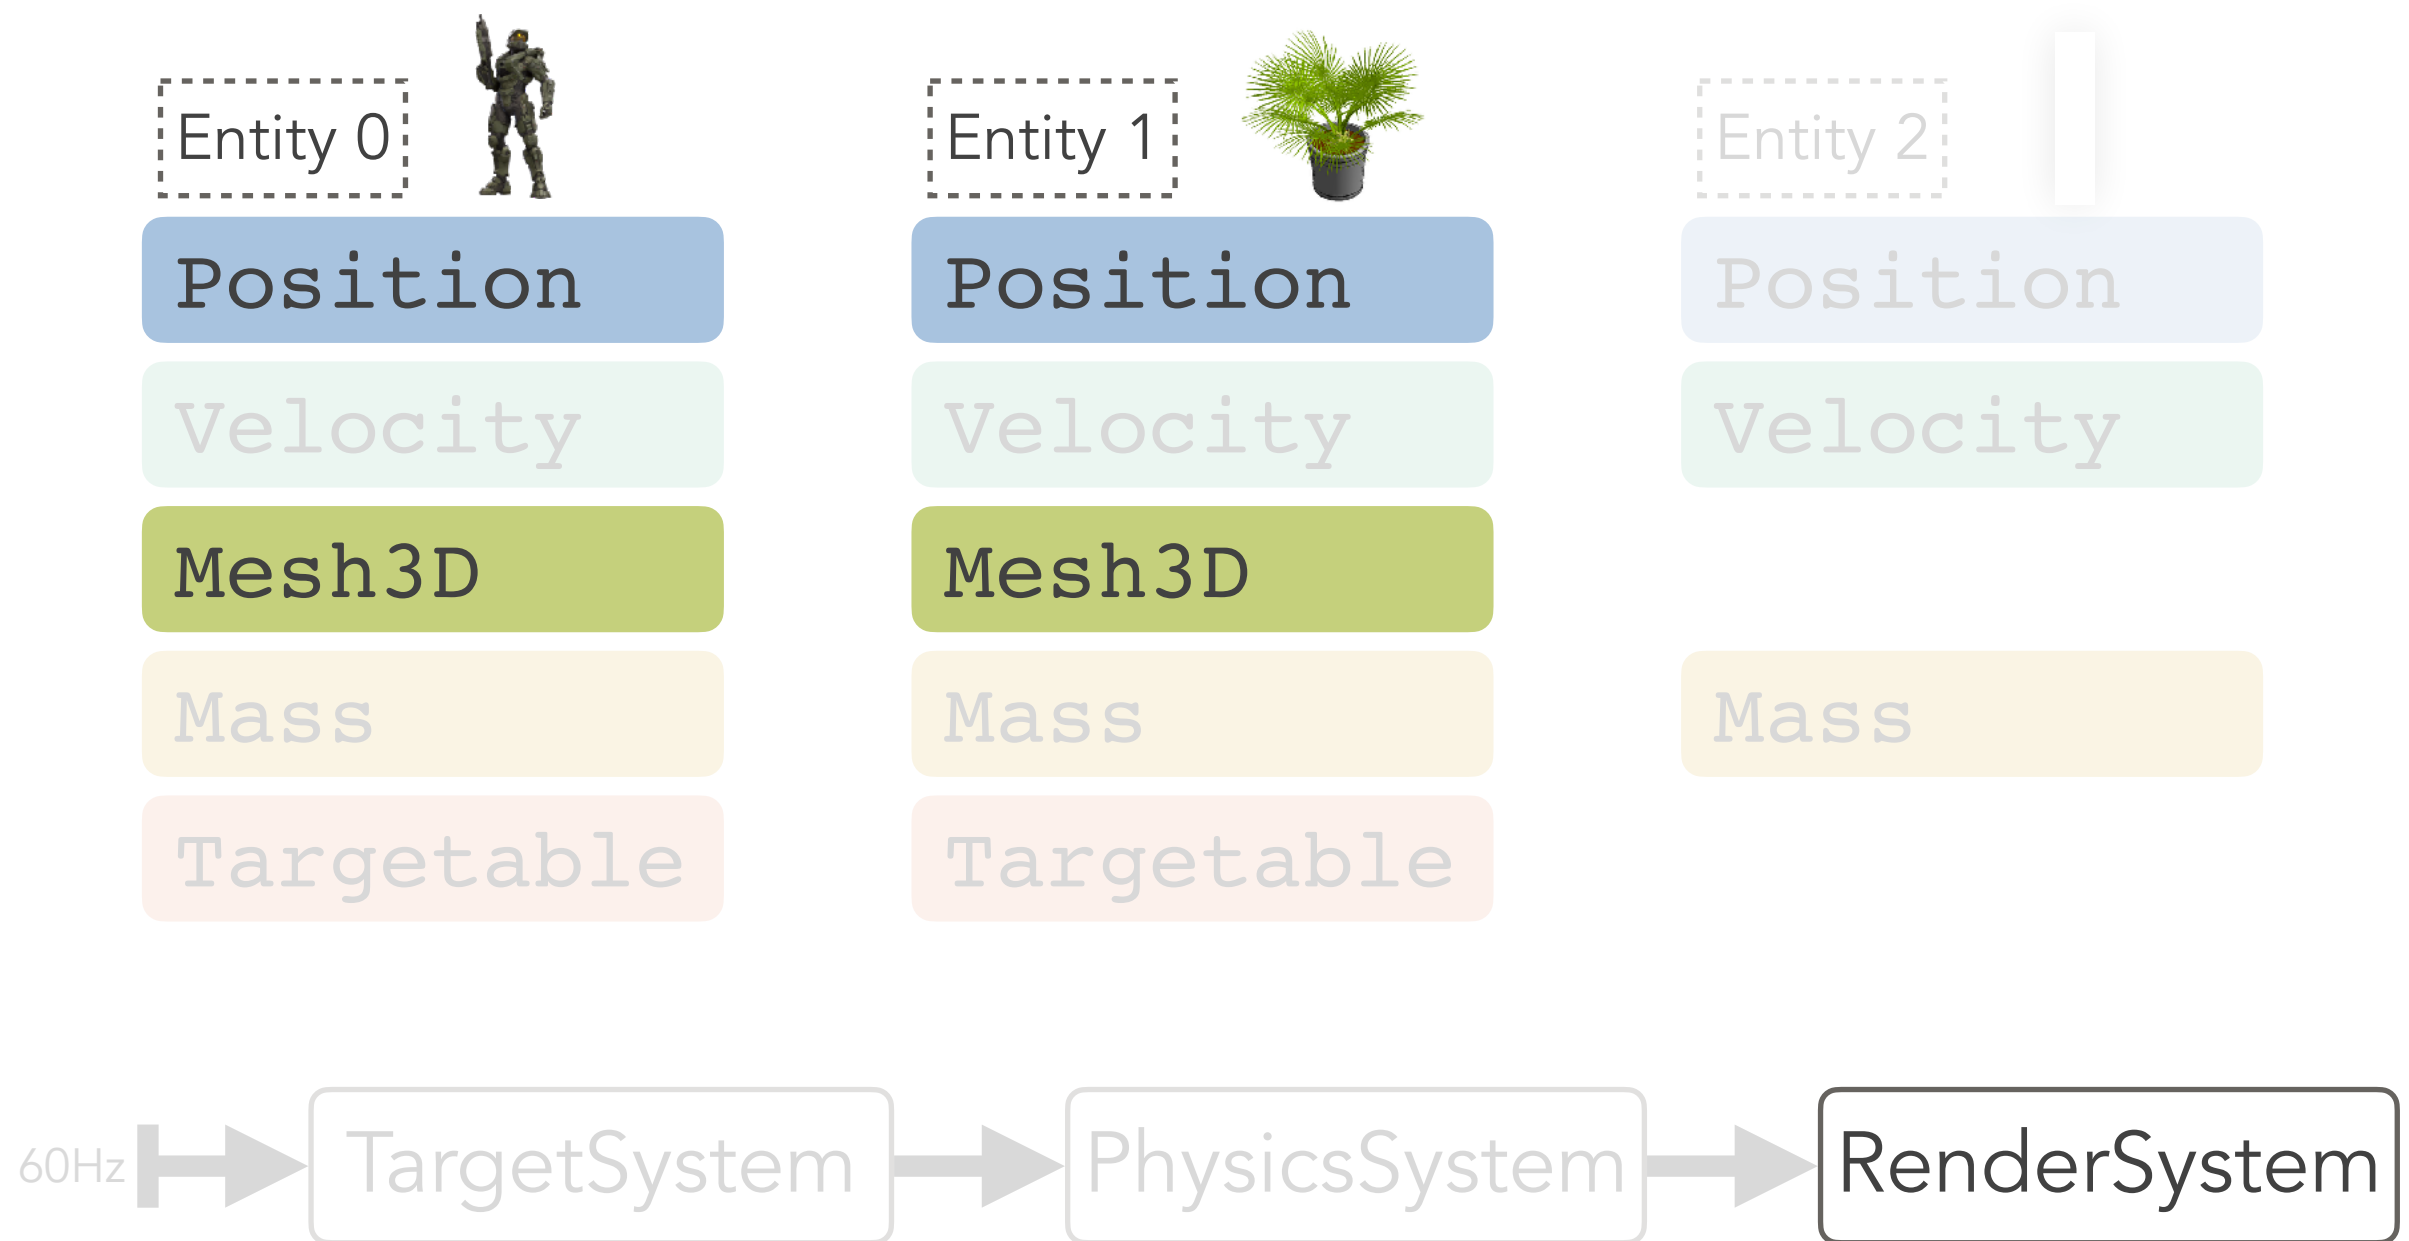 Entity 0
Entity 1
Entity 2
Position
Position
Position
Velocity
Velocity
Velocity
Mesh3D
Mesh3D
Mass
Mass
Mass
Targetable
Targetable
60Hz
TargetSystem
PhysicsSystem
RenderSystem